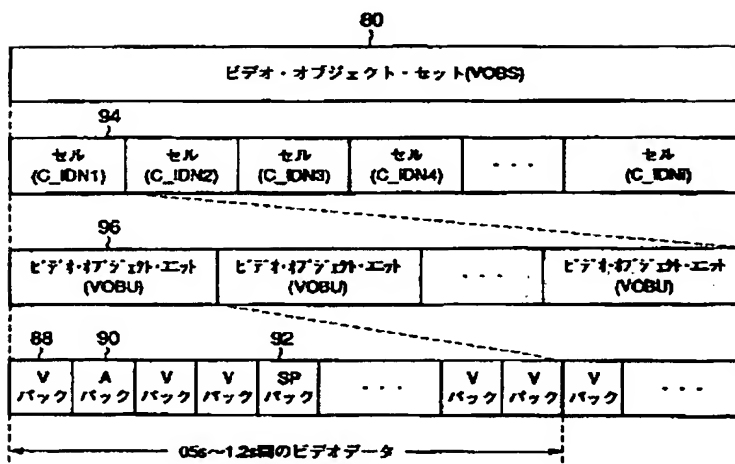 80
ビデオ・オブジェクト・セット(VOBS)
94
セル セル セル セル セル
(C_IDN1) (C_IDN2) (C_IDN3) (C_IDN4) · · · (C_IDNi)
96
ビデオ・オブジェクト・ユニット ビデオ・オブジェクト・ユニット ビデオ・オブジェクト・ユニット
(VOBU) (VOBU) · · · · (VOBU)
88 90 92
V A V V SP V V V
パック パック パック パック パック · · · · パック パック パック · · · ·
05s～1.2s間のビデオデータ